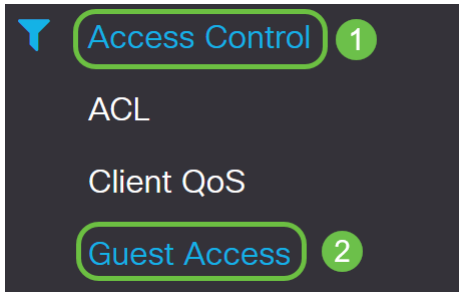 Access Control 1
ACL
Client QoS
Guest Access 2